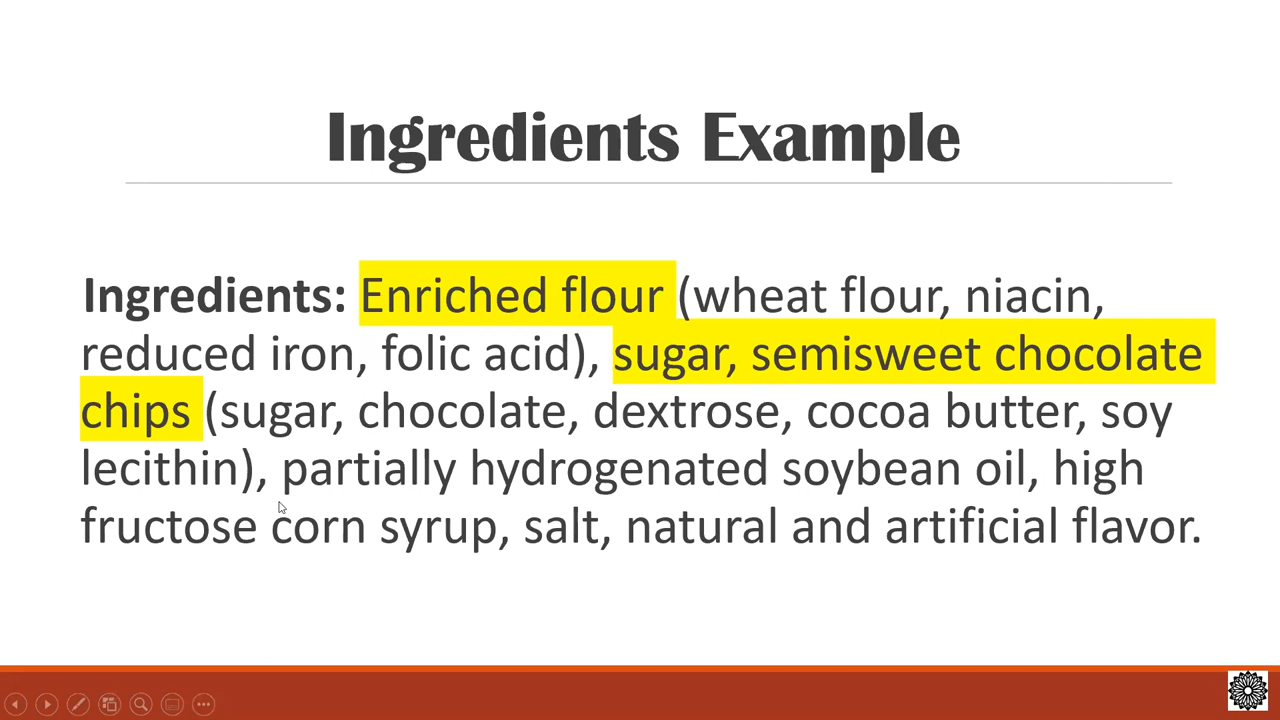 Ingredients Example
Ingredients: Enriched flour (wheat flour, niacin,
reduced iron, folic acid), sugar, semisweet chocolate
chips (sugar, chocolate, dextrose, cocoa butter, soy
lecithin), partially hydrogenated soybean oil, high
fructose corn syrup, salt, natural and artificial flavor.